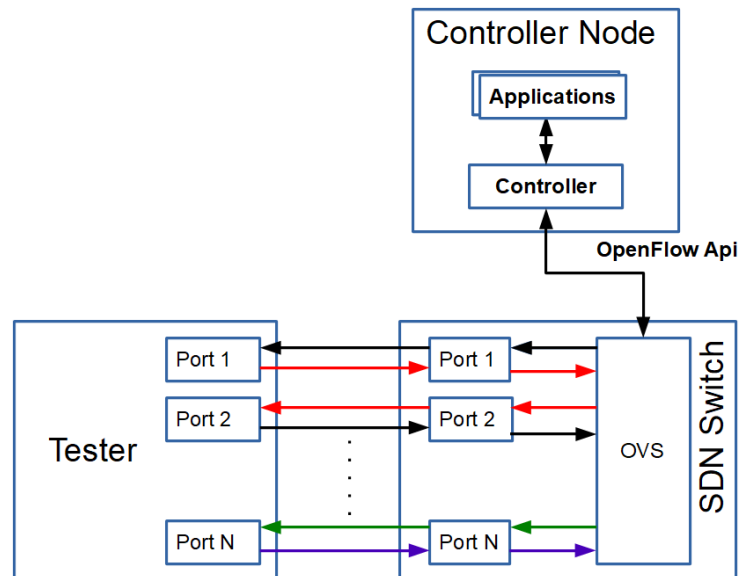 Controller Node
Applications
Controller
OpenFlow Api
Port 1
Port 1
Port 2
Port 2
Tester
OVS
SDN Switch
Port N
Port N